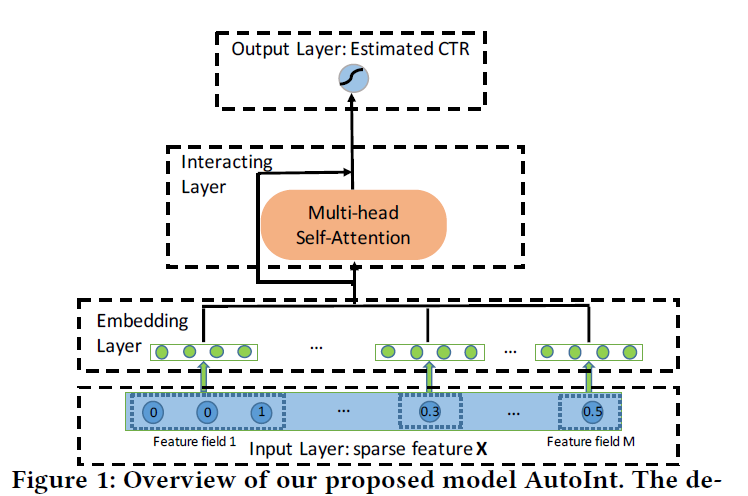 Output Layer: Estimated CTR
Interacting
Layer
Multi-head
Self-Attention
Embedding
Layer
... ...
0 0 1 ... 0.3 ... 0.5
Feature field 1 Feature field M
Input Layer: sparse feature X
Figure 1: Overview of our proposed model AutoInt. The de-